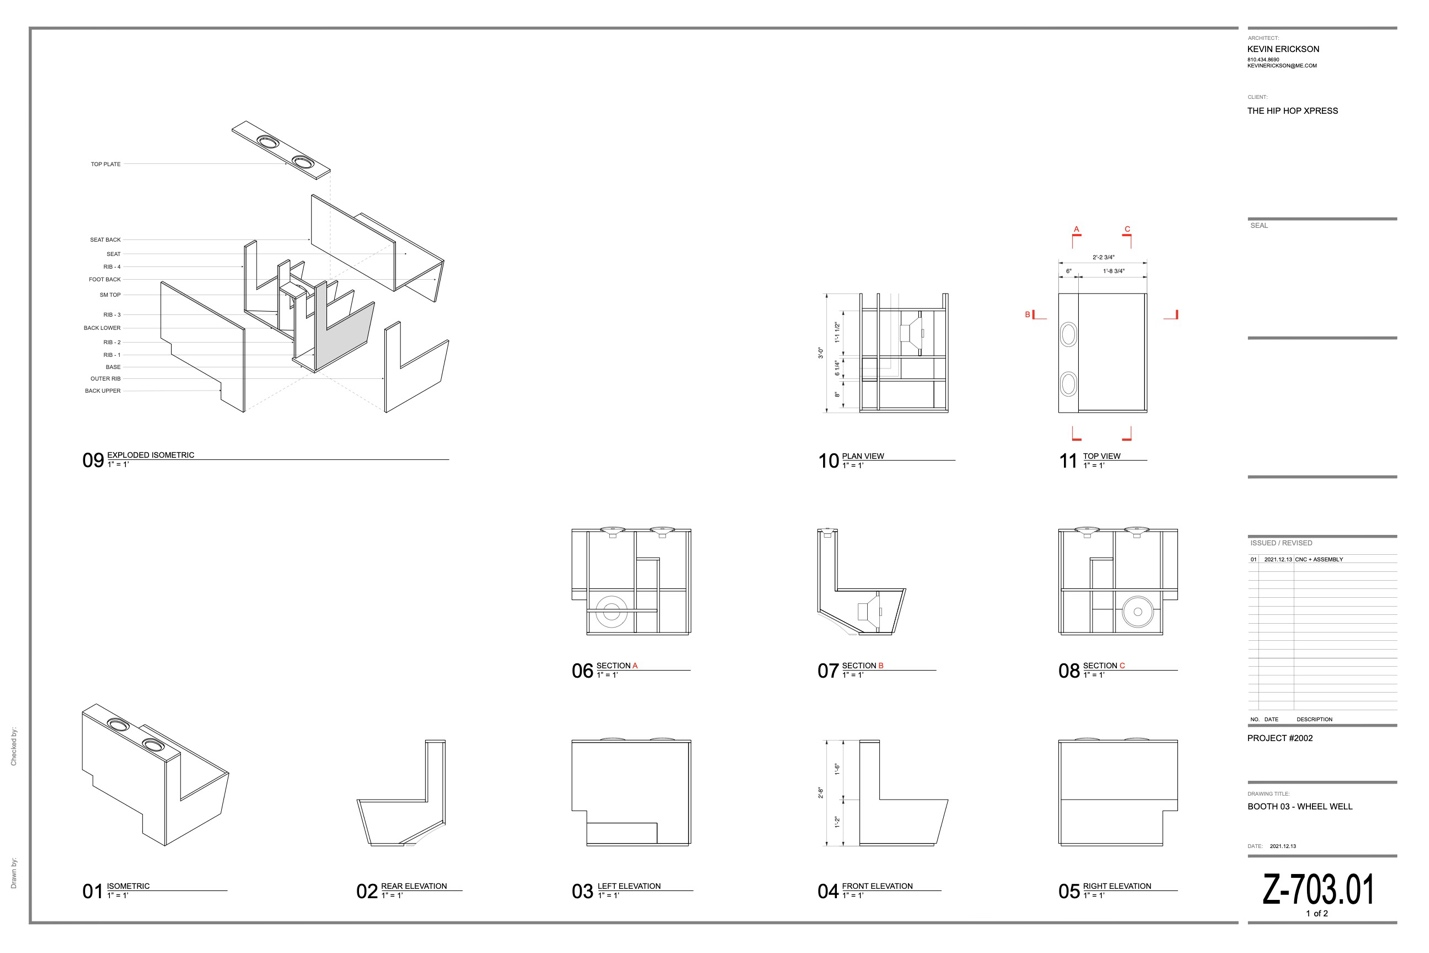 TOP PLATE
SEAT BACK
SEAT
RIB - 4
FOOT BACK
SM TOP
RIB - 3
BACK LOWER
RIB - 2
RIB - 1
BASE
OUTER RIB
BACK UPPER
09 EXPLODED ISOMETRIC
1" = 1'
3'-0"
1'-1 1/2"
6 1/4"
8"
10 PLAN VIEW
1" = 1'
A C
2'-2 3/4"
6" 1'-8 3/4"
B
11 TOP VIEW
1" = 1'
06 SECTION A
1" = 1'
07 SECTION B
1" = 1'
08 SECTION C
1" = 1'
01 ISOMETRIC
1" = 1'
02 REAR ELEVATION
1" = 1'
03 LEFT ELEVATION
1" = 1'
2'-8"
1'-6"
1'-2"
04 FRONT ELEVATION
1" = 1'
05 RIGHT ELEVATION
1" = 1'
Checked by:
Drawn by:
ARCHITECT:
KEVIN ERICKSON
810.434.8690
KEVINERICKSON@ME.COM
CLIENT:
THE HIP HOP XPRESS
SEAL
ISSUED / REVISED
01 2021.12.13 CNC + ASSEMBLY
NO. DATE DESCRIPTION
PROJECT #2002
DRAWING TITLE:
BOOTH 03 - WHEEL WELL
DATE: 2021.12.13
Z-703.01
1 of 2